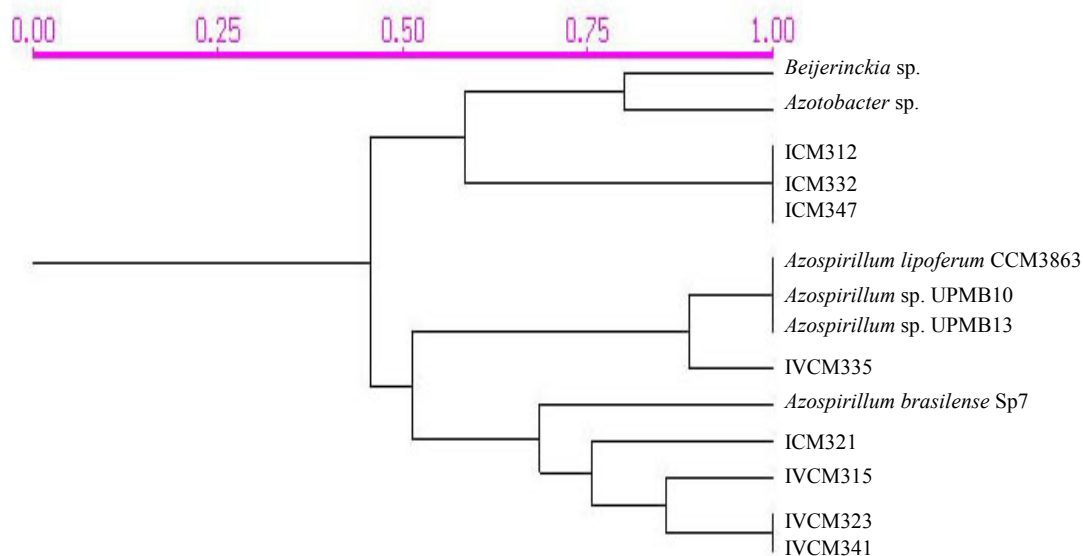 0.00 0.25 0.50 0.75 1.00
Beijerinckia sp.
Azotobacter sp.
ICM312
ICM332
ICM347
Azospirillum lipoferum CCM3863
Azospirillum sp. UPMB10
Azospirillum sp. UPMB13
IVCM335
Azospirillum brasilense Sp7
ICM321
IVCM315
IVCM323
IVCM341